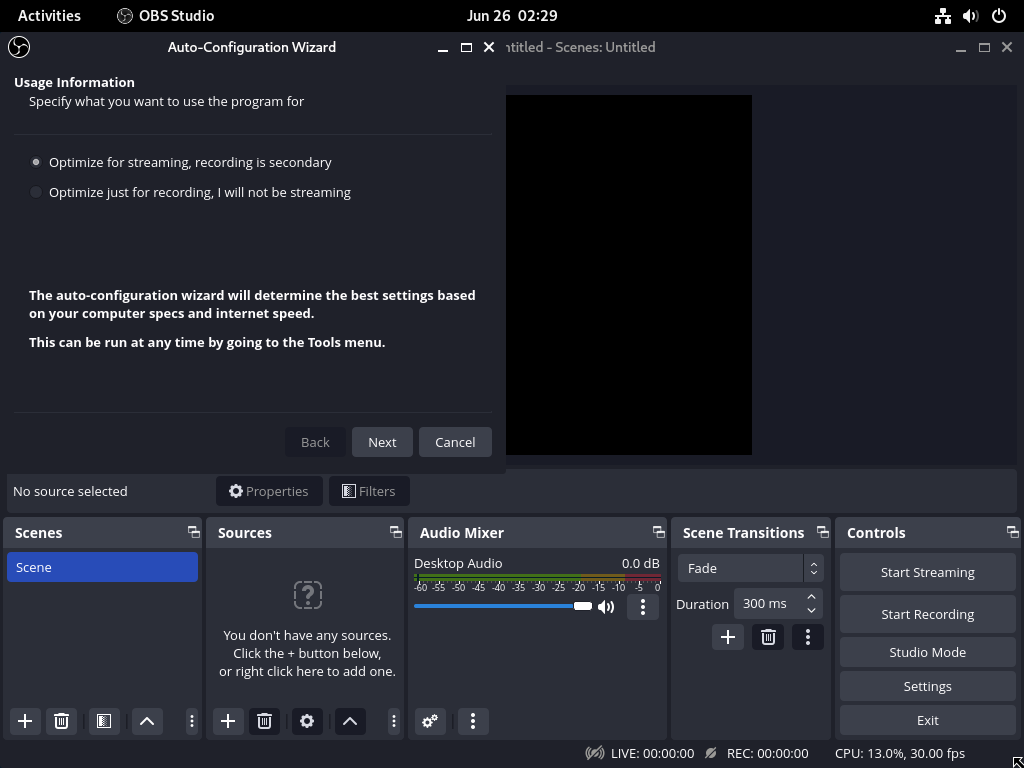 Activities
OBS Studio
Jun 26 02:29
Auto-Configuration Wizard
ntitled - Scenes: Untitled
Usage Information
Specify what you want to use the program for
Optimize for streaming, recording is secondary
Optimize just for recording, I will not be streaming
The auto-configuration wizard will determine the best settings based
on your computer specs and internet speed.
This can be run at any time by going to the Tools menu.
Back
Next
Cancel
No source selected
Properties
Filters
Scenes
Sources
Audio Mixer
Scene Transitions
Controls
Scene
You don't have any sources.
Click the + button below,
or right click here to add one.
Desktop Audio
0.0 dB
-60 -55 -50 -45 -40 -35 -30 -25 -20 -15 -10 -5 0
Fade
Duration
300 ms
Start Streaming
Start Recording
Studio Mode
Settings
Exit
LIVE: 00:00:00
REC: 00:00:00
CPU: 13.0%, 30.00 fps